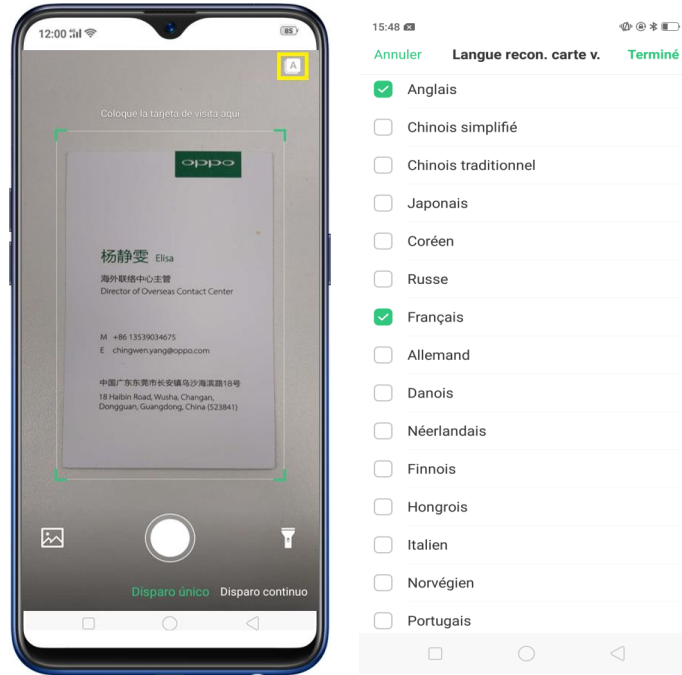 12:00
85
A
Coloque la tarjeta de visita aquí
oppo
杨静雯 Elisa
海外联络中心主管
Director of Overseas Contact Center
M +86 13539034675
E chingwen.yang@oppo.com
中国广东东莞市长安镇乌沙海滨路18号
18 Haibin Road, Wusha, Changan,
Dongguan, Guangdong, China (523841)
Disparo único Disparo continuo
15:48
Annuler Langue recon. carte v. Terminé
Anglais
Chinois simplifié
Chinois traditionnel
Japonais
Coréen
Russe
Français
Allemand
Danois
Néerlandais
Finnois
Hongrois
Italien
Norvégien
Portugais